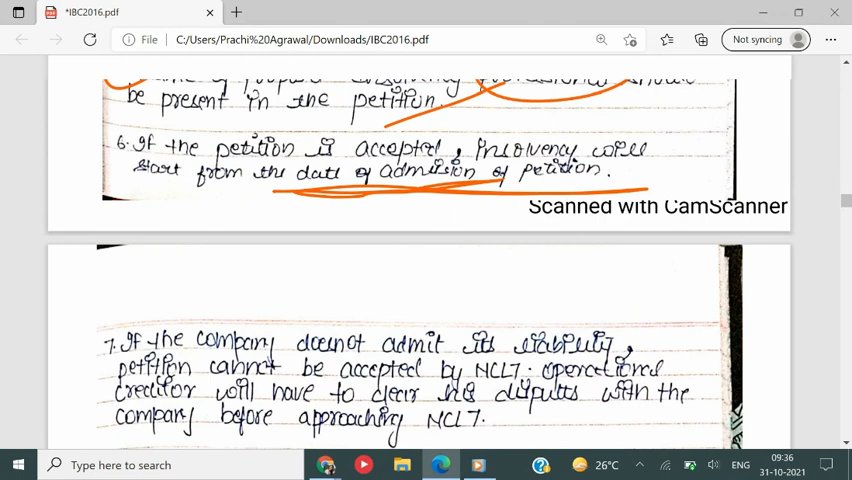 *IBC2016.pdf
File
C:/Users/Prachi%20Agrawal/Downloads/IBC2016.pdf
Not syncing
be present in the petition.
6. If the petition is accepted, Insolvency will
start from the date of admission of petition.
Scanned with CamScanner
7. If the company doesnot admit its liability,
petition cannot be accepted by NCLT. operational
creditor will have to clear his disputts with the
company before approaching NCLT.
Type here to search
26°C
ENG
09:36
31-10-2021